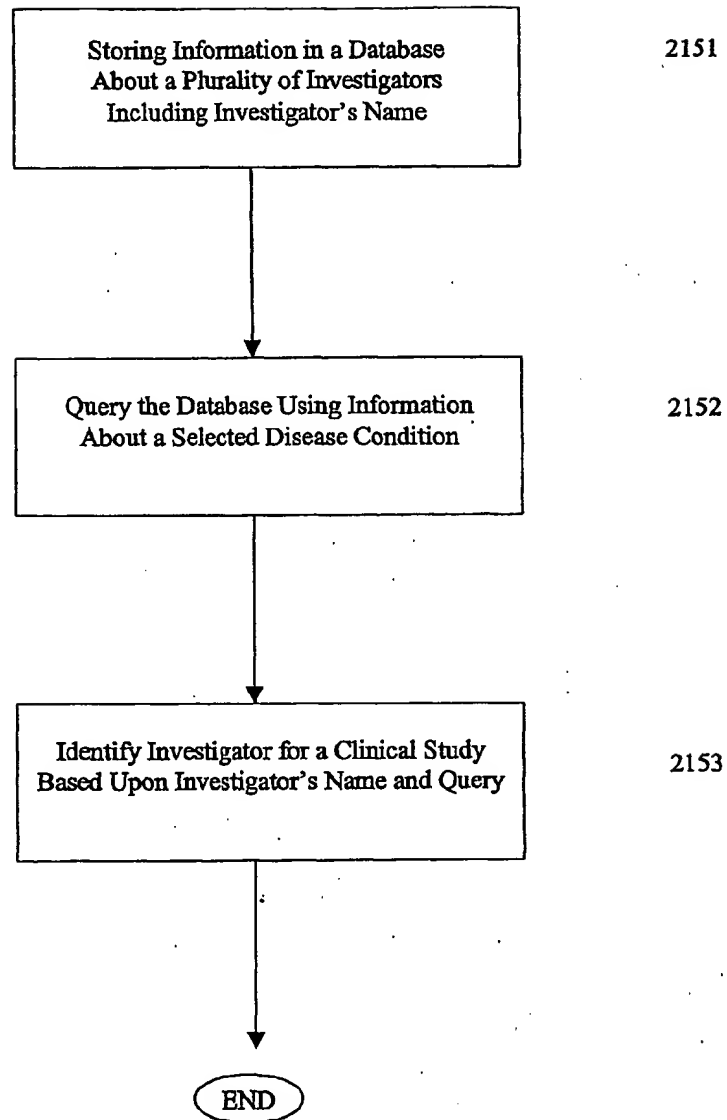 Storing Information in a Database
About a Plurality of Investigators
Including Investigator's Name
2151
Query the Database Using Information
About a Selected Disease Condition
2152
Identify Investigator for a Clinical Study
Based Upon Investigator's Name and Query
2153
END